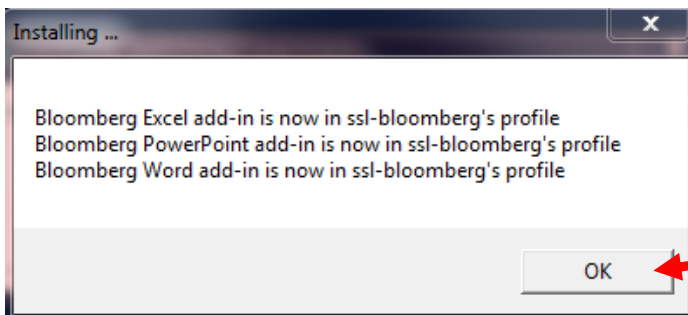 Installing ...
x
Bloomberg Excel add-in is now in ssl-bloomberg's profile
Bloomberg PowerPoint add-in is now in ssl-bloomberg's profile
Bloomberg Word add-in is now in ssl-bloomberg's profile
OK